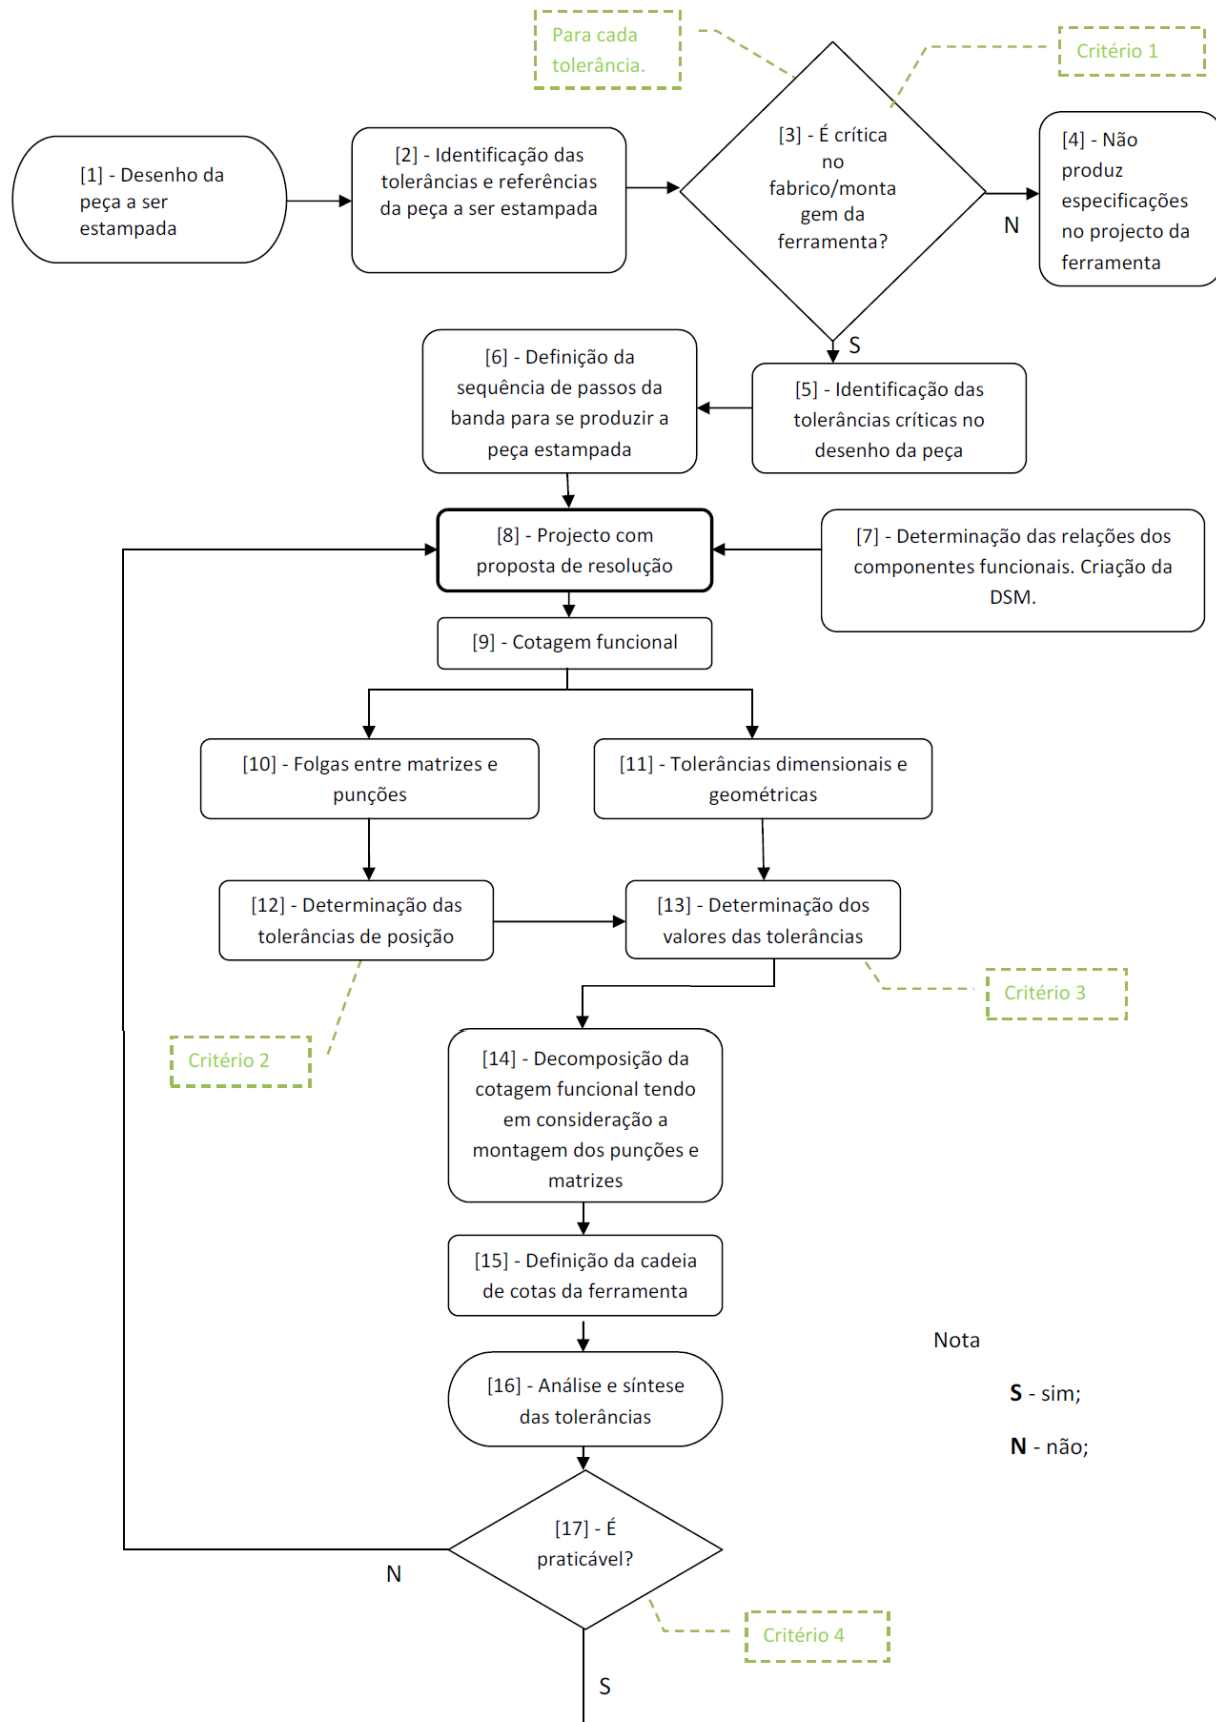 Para cada
tolerância.
Critério 1
[1] - Desenho da
peça a ser
estampada
[2] - Identificação das
tolerâncias e referências
da peça a ser estampada
[3] - É crítica
no
fabrico/monta
gem da
ferramenta?
N
[4] - Não
produz
especificações
no projecto da
ferramenta
S
[5] - Identificação das
tolerâncias críticas no
desenho da peça
[6] - Definição da
sequência de passos da
banda para se produzir a
peça estampada
[7] - Determinação das relações dos
componentes funcionais. Criação da
DSM.
[8] - Projecto com
proposta de resolução
[9] - Cotagem funcional
[10] - Folgas entre matrizes e
punções
[11] - Tolerâncias dimensionais e
geométricas
[12] - Determinação das
tolerâncias de posição
[13] - Determinação dos
valores das tolerâncias
Critério 2
Critério 3
[14] - Decomposição da
cotagem funcional tendo
em consideração a
montagem dos punções e
matrizes
[15] - Definição da cadeia
de cotas da ferramenta
[16] - Análise e síntese
das tolerâncias
Nota
S - sim;
N - não;
[17] - É
praticável?
N
Critério 4
S